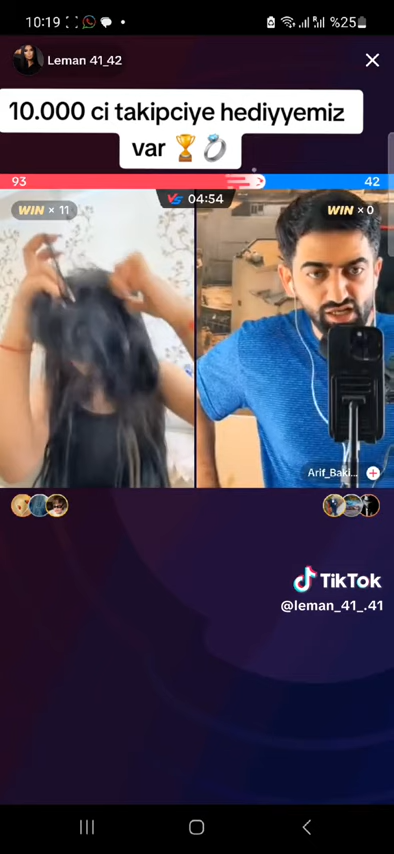 10:19 %25
Leman 41_42
10.000 ci takipciye hediyyemiz
var 🏆 💍
93 42
VS 04:54
WIN × 11 WIN × 0
Arif_Baki...
TikTok
@leman_41_.41